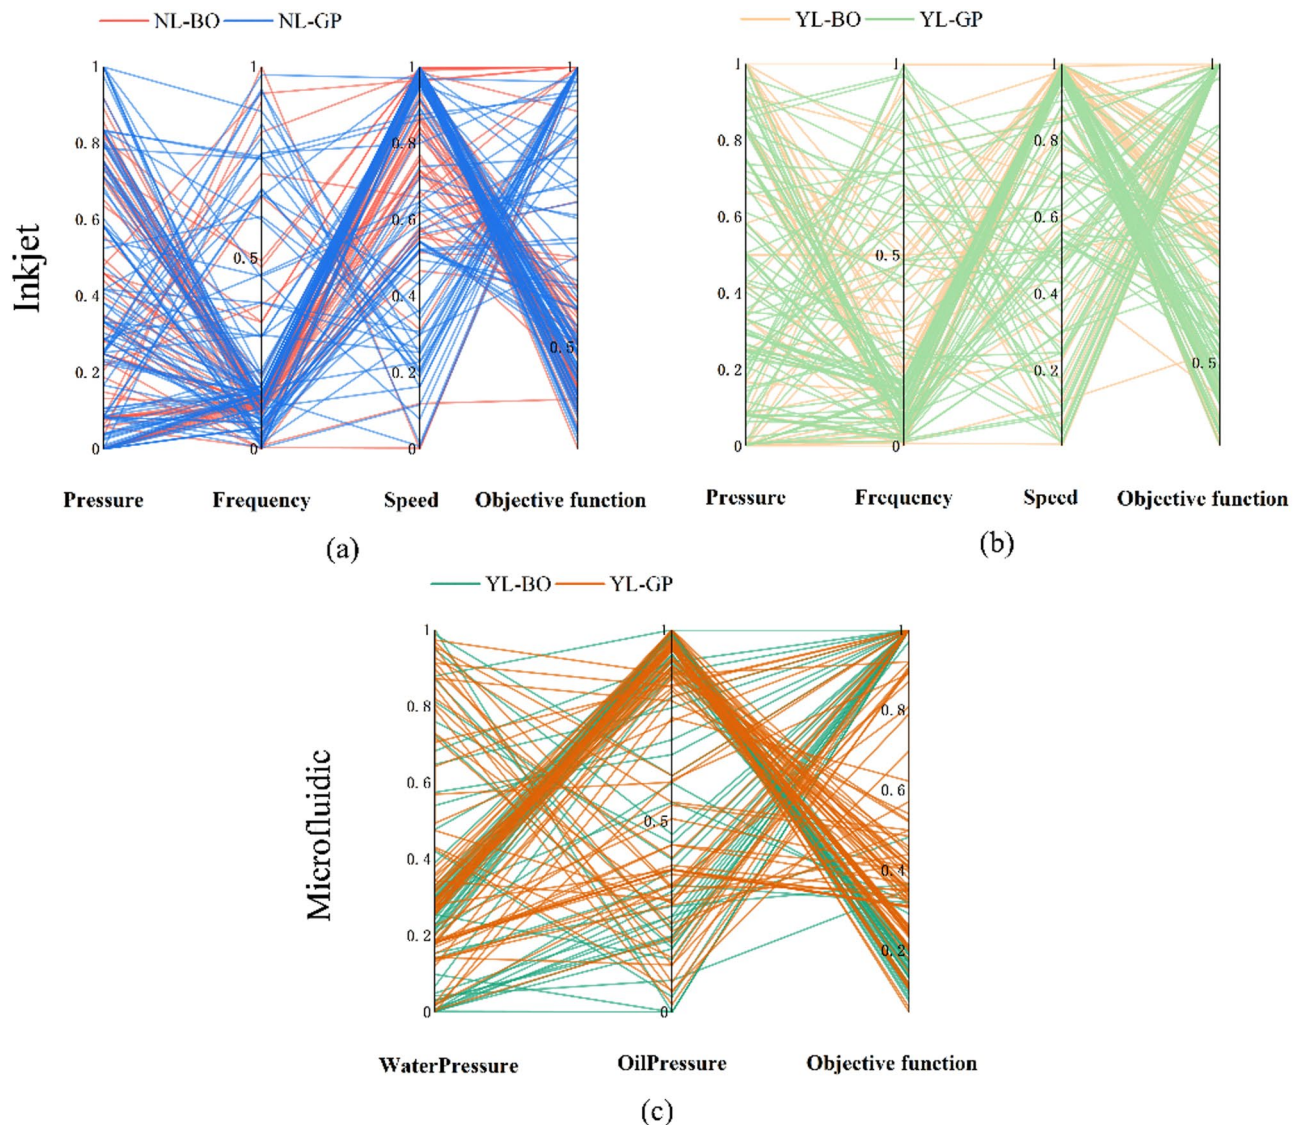 NL-BO NL-GP
YL-BO YL-GP
Inkjet
1 1 1 1
0.8 0.8
0.6 0.6
0.5
0.4 0.4
0.5
0.2 0.2
0 0 0
Pressure Frequency Speed Objective function
(a)
1 1 1 1
0.8 0.8
0.6 0.6
0.5
0.4 0.4
0.5
0.2 0.2
0 0 0
Pressure Frequency Speed Objective function
(b)
YL-BO YL-GP
Microfluidic
1 1 1
0.8 0.8
0.6 0.6
0.5
0.4 0.4
0.2 0.2
0 0
WaterPressure OilPressure Objective function
(c)